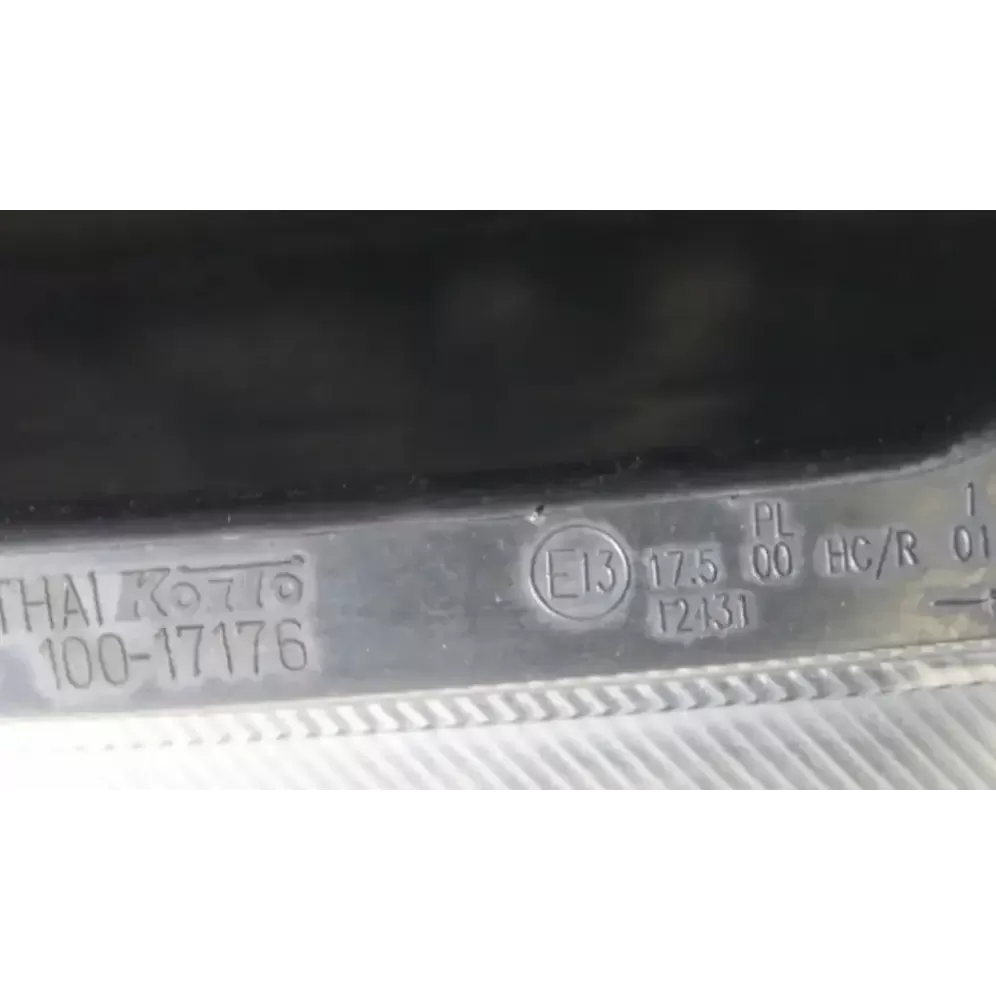 THAI KOITO
100-17176
E13 17.5 PL 00 HC/R 1 01
12431